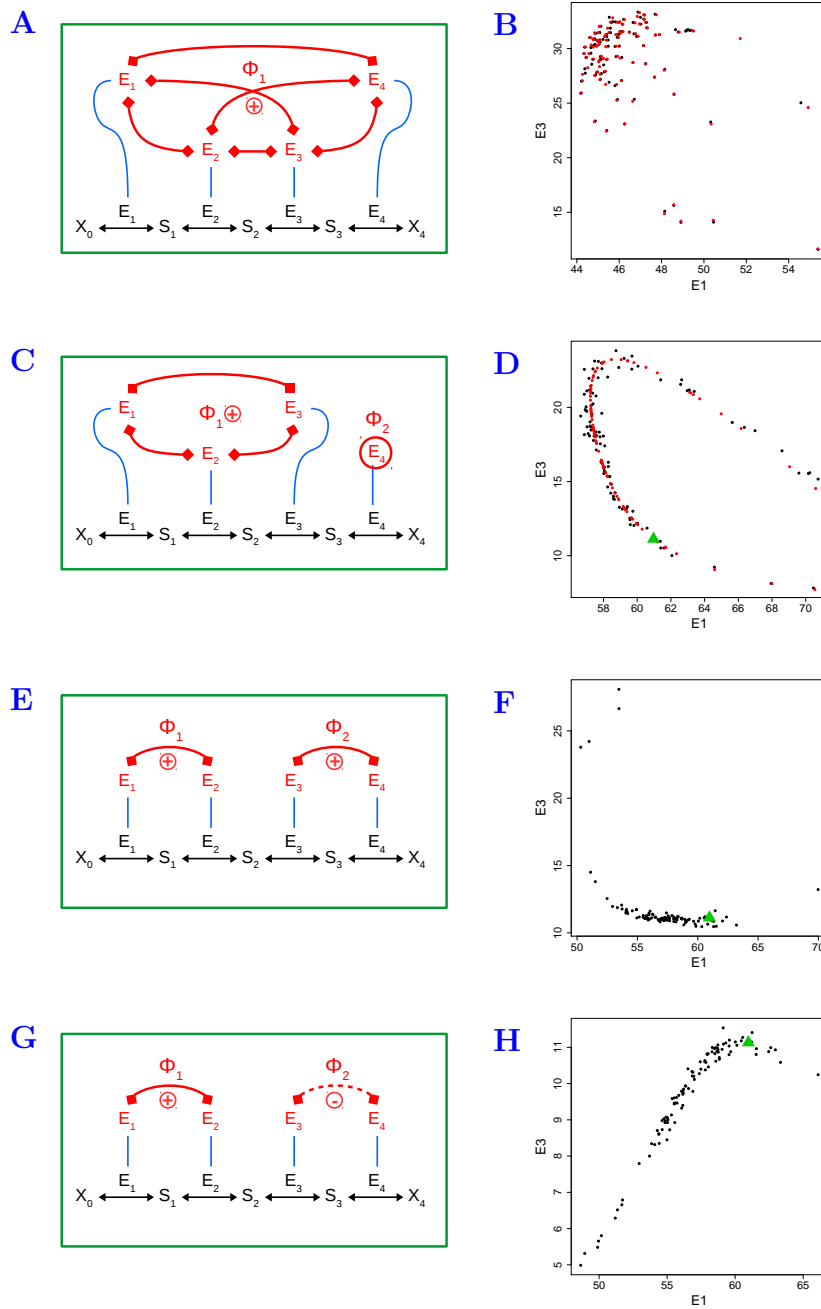 A
Φ1
+
E1 E4
E2 E3
E1 E2 E3 E4
X0 S1 S2 S3 X4
B
E3
15 20 25 30
44 46 48 50 52 54
E1
C
Φ1 +
Φ2
E1 E3
E2 E4
E1 E2 E3 E4
X0 S1 S2 S3 X4
D
E3
10 15 20
58 60 62 64 66 68 70
E1
E
Φ1 Φ2
+ +
E1 E2 E3 E4
E1 E2 E3 E4
X0 S1 S2 S3 X4
F
E3
10 15 20 25
50 55 60 65 70
E1
G
Φ1 Φ2
+ -
E1 E2 E3 E4
E1 E2 E3 E4
X0 S1 S2 S3 X4
H
E3
5 6 7 8 9 10 11
50 55 60 65
E1